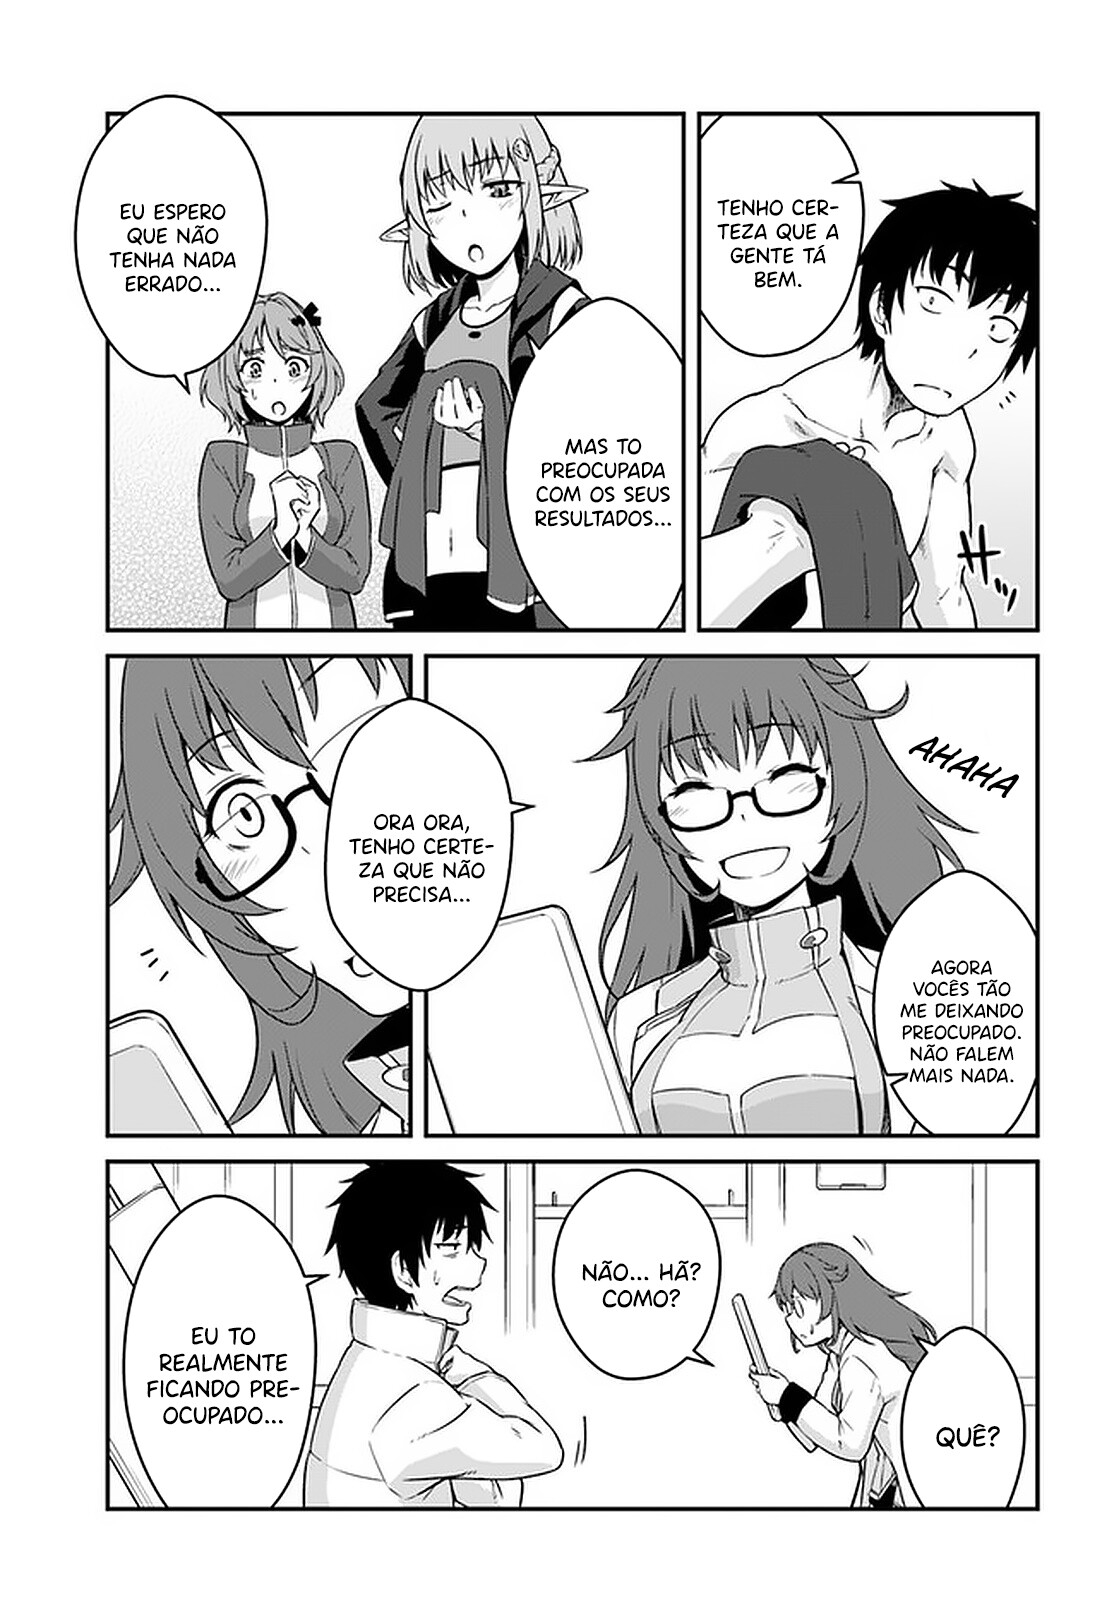 TENHO CER-
TEZA QUE A
GENTE TÁ
BEM.
MAS TO
PREOCUPADA
COM OS SEUS
RESULTADOS...
EU ESPERO
QUE NÃO
TENHA NADA
ERRADO...
AHAHA
AGORA
VOCÊS TÃO
ME DEIXANDO
PREOCUPADO.
NÃO FALEM
MAIS NADA.
ORA ORA,
TENHO CERTE-
ZA QUE NÃO
PRECISA...
QUÊ?
NÃO... HÃ?
COMO?
EU TO
REALMENTE
FICANDO PRE-
OCUPADO...